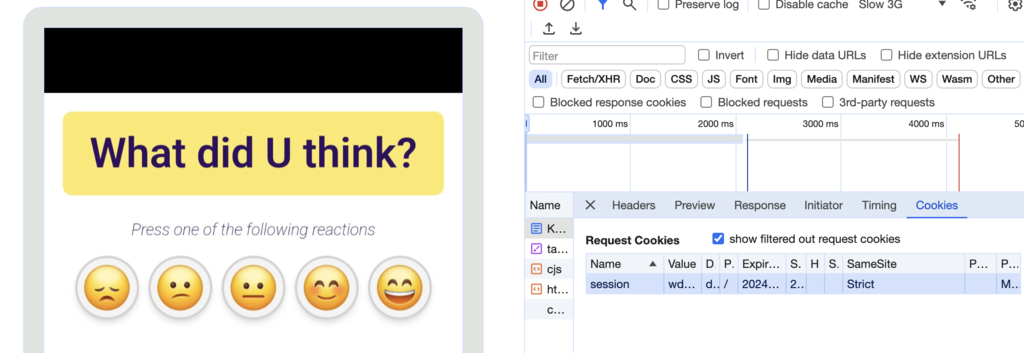 What did U think?
Press one of the following reactions
Preserve log Disable cache Slow 3G
Filter Invert Hide data URLs Hide extension URLs
All Fetch/XHR Doc CSS JS Font Img Media Manifest WS Wasm Other
Blocked response cookies Blocked requests 3rd-party requests
1000 ms 2000 ms 3000 ms 4000 ms 50
Name Headers Preview Response Initiator Timing Cookies
K...
ta...
cjs
ht...
c...
Request Cookies show filtered out request cookies
Name Value D P. Expir... S. H S. SameSite P... P...
session wd... d.. / 2024... 2.. Strict M...